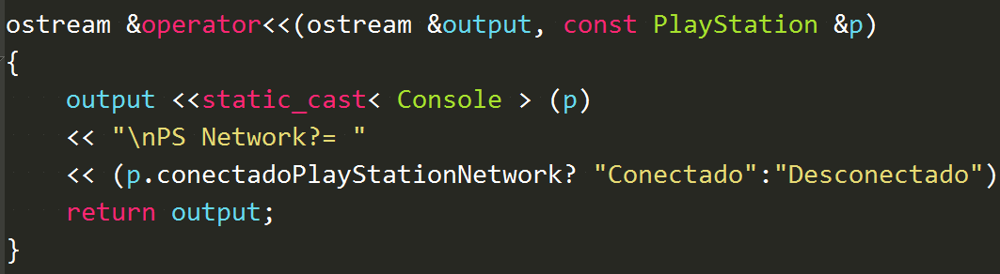 ostream &operator<<(ostream &output, const PlayStation &p)
{
output <<static_cast< Console > (p)
<< "\nPS Network?= "
<< (p.conectadoPlayStationNetwork? "Conectado":"Desconectado")
return output;
}